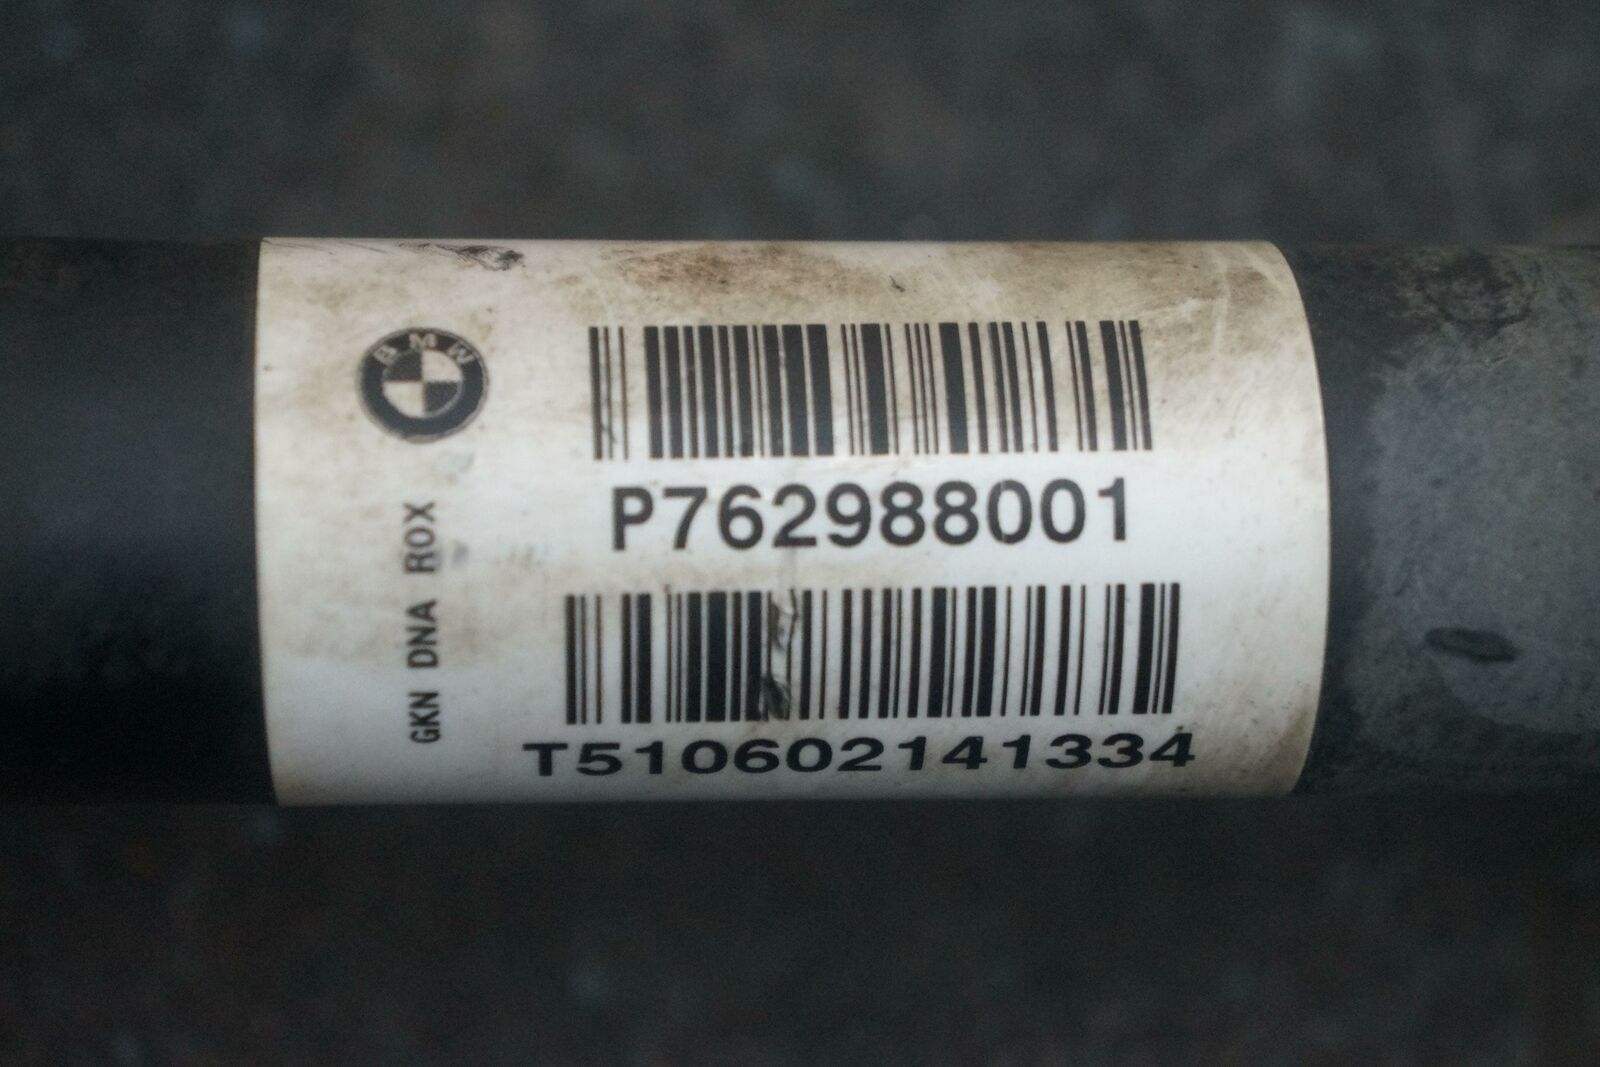 BMW
GKN DNA ROX
P762988001
T510602141334